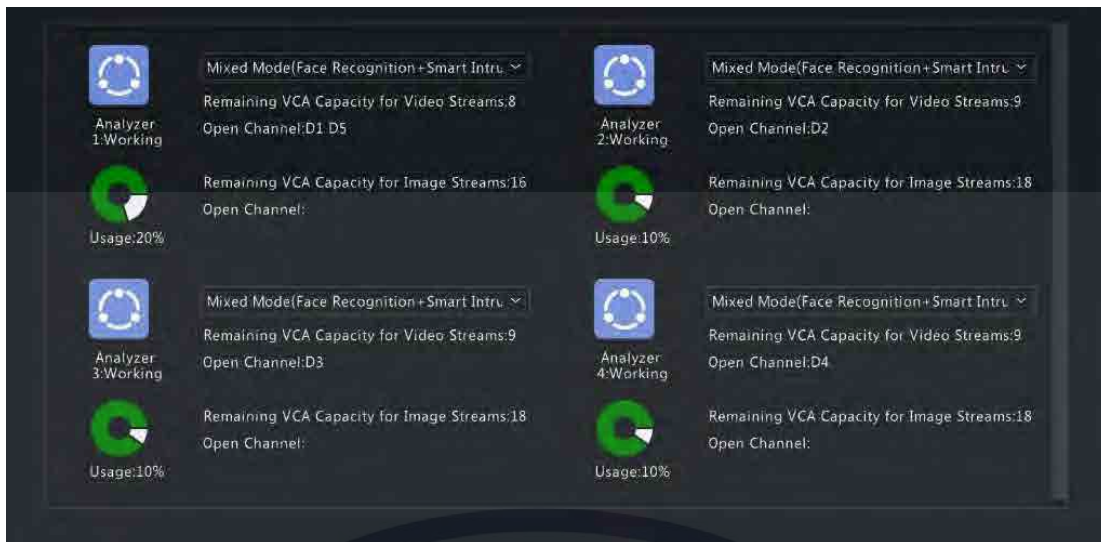 Mixed Mode(Face Recognition+Smart Intru
Remaining VCA Capacity for Video Streams:8
Analyzer
1:Working
Open Channel:D1 D5
Remaining VCA Capacity for Image Streams:16
Open Channel:
Usage:20%
Mixed Mode(Face Recognition+Smart Intru
Remaining VCA Capacity for Video Streams:9
Analyzer
2:Working
Open Channel:D2
Remaining VCA Capacity for Image Streams:18
Open Channel:
Usage:10%
Mixed Mode(Face Recognition+Smart Intru
Remaining VCA Capacity for Video Streams:9
Analyzer
3:Working
Open Channel:D3
Remaining VCA Capacity for Image Streams:18
Open Channel:
Usage:10%
Mixed Mode(Face Recognition+Smart Intru
Remaining VCA Capacity for Video Streams:9
Analyzer
4:Working
Open Channel:D4
Remaining VCA Capacity for Image Streams:18
Open Channel:
Usage:10%